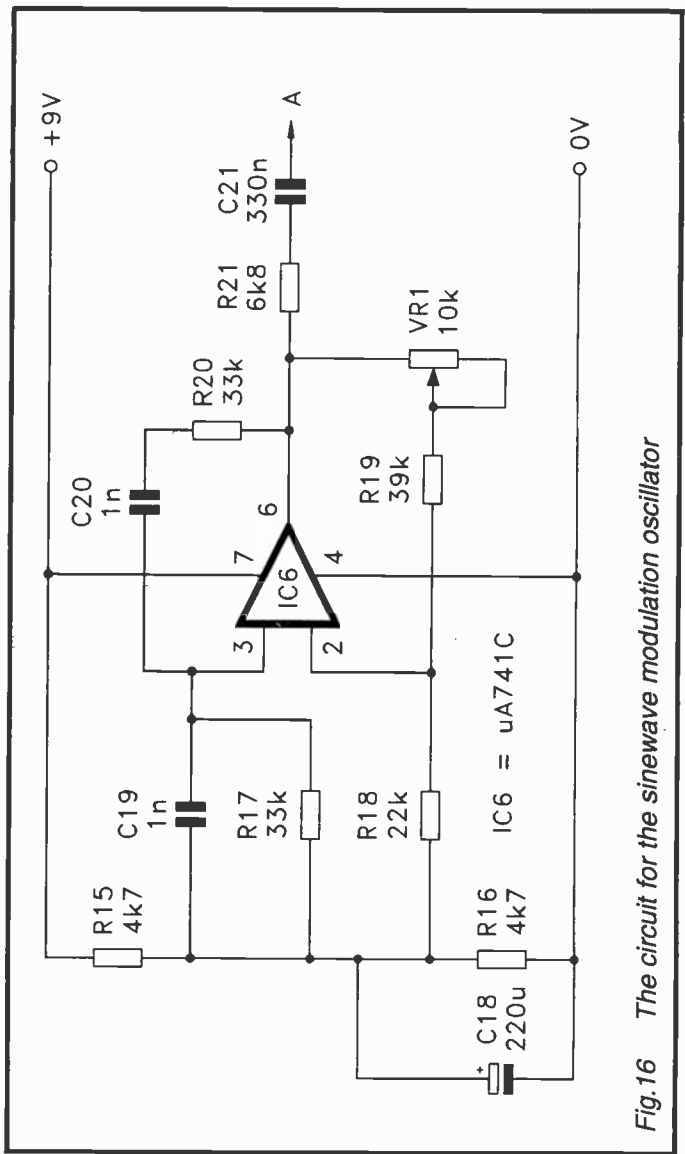 +9V
C20
1n
R20
33k
R21
6k8
C21
330n
A
R15
4k7
C19
1n
R17
33k
3
7
6
IC6
2
4
R18
22k
R19
39k
VR1
10k
IC6 = uA741C
R16
4k7
+
C18
220u
0V
Fig.16 The circuit for the sinewave modulation oscillator